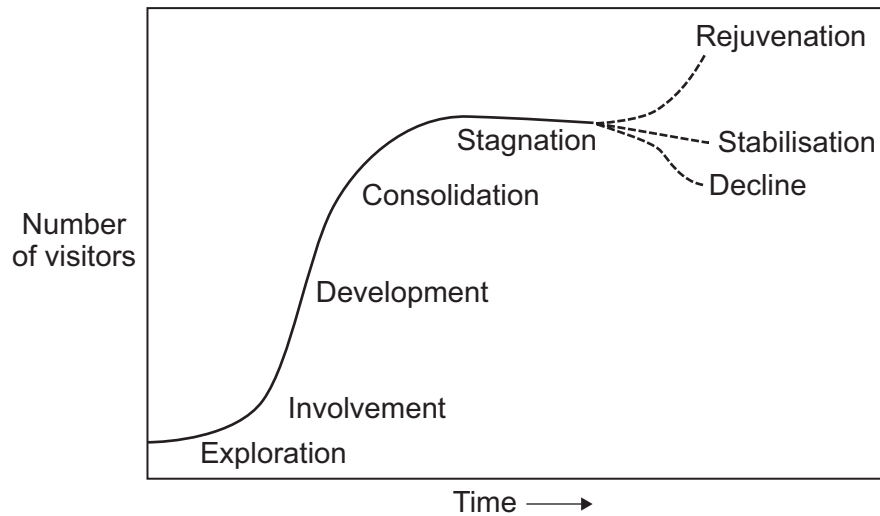 Rejuvenation
Stagnation
Stabilisation
Decline
Consolidation
Number
of visitors
Development
Involvement
Exploration
Time